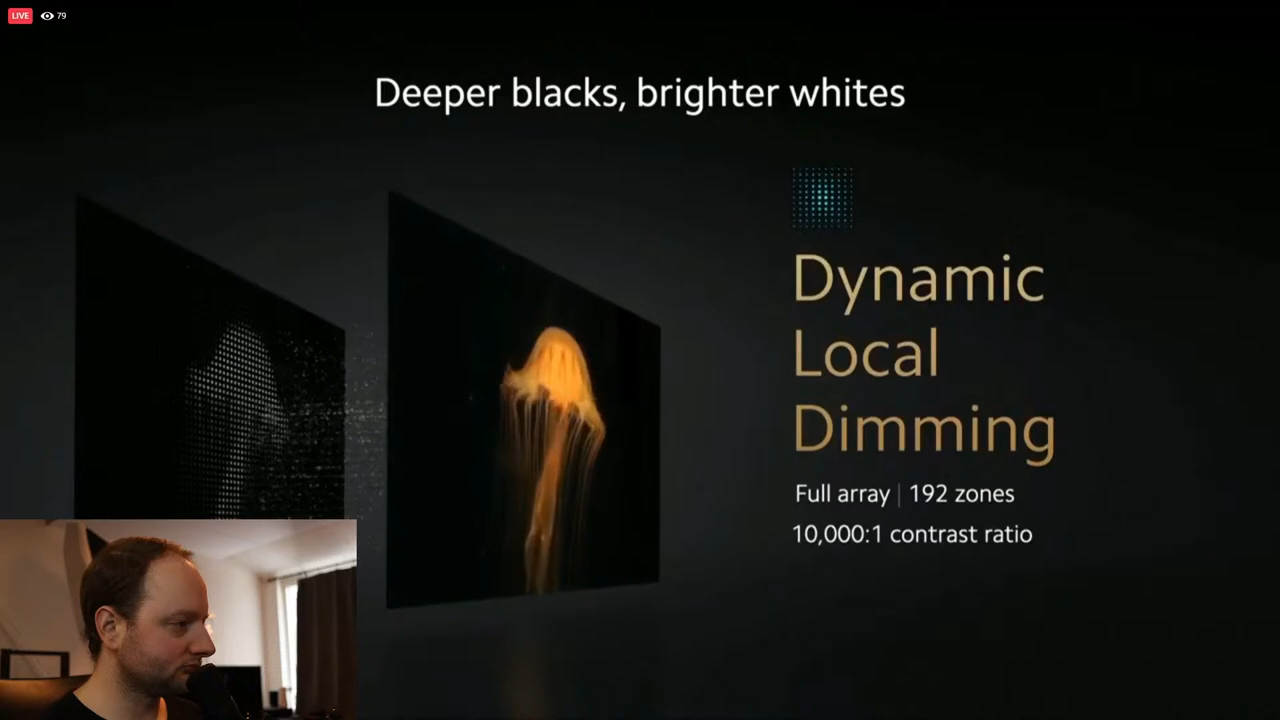 LIVE 79
Deeper blacks, brighter whites
Dynamic
Local
Dimming
Full array | 192 zones
10,000:1 contrast ratio